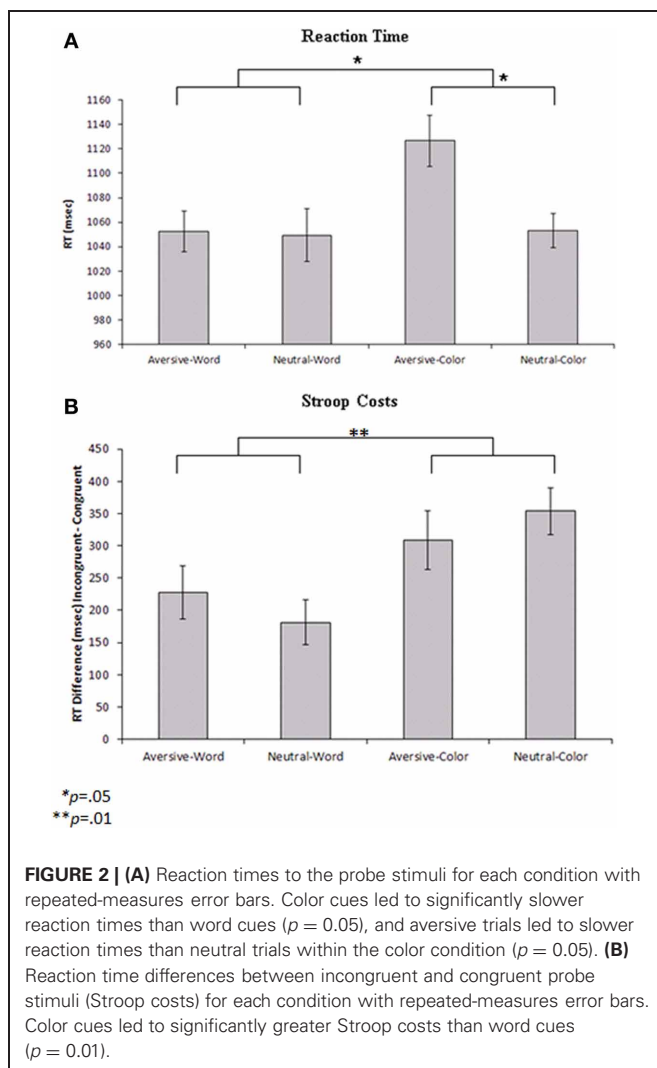 A
Reaction Time
*
*
1160
1140
1120
1100
1080
1060
1040
1020
1000
980
960
RT (msec)
Aversive-Word Neutral-Word Aversive-Color Neutral-Color
B
Stroop Costs
**
450
400
350
300
250
200
150
100
50
0
RT Difference (msec) Incongruent - Congruent
Aversive-Word Neutral-Word Aversive-Color Neutral-Color
*p=.05
**p=.01
FIGURE 2 | (A) Reaction times to the probe stimuli for each condition with
repeated-measures error bars. Color cues led to significantly slower
reaction times than word cues (p = 0.05), and aversive trials led to slower
reaction times than neutral trials within the color condition (p = 0.05). (B)
Reaction time differences between incongruent and congruent probe
stimuli (Stroop costs) for each condition with repeated-measures error bars.
Color cues led to significantly greater Stroop costs than word cues
(p = 0.01).